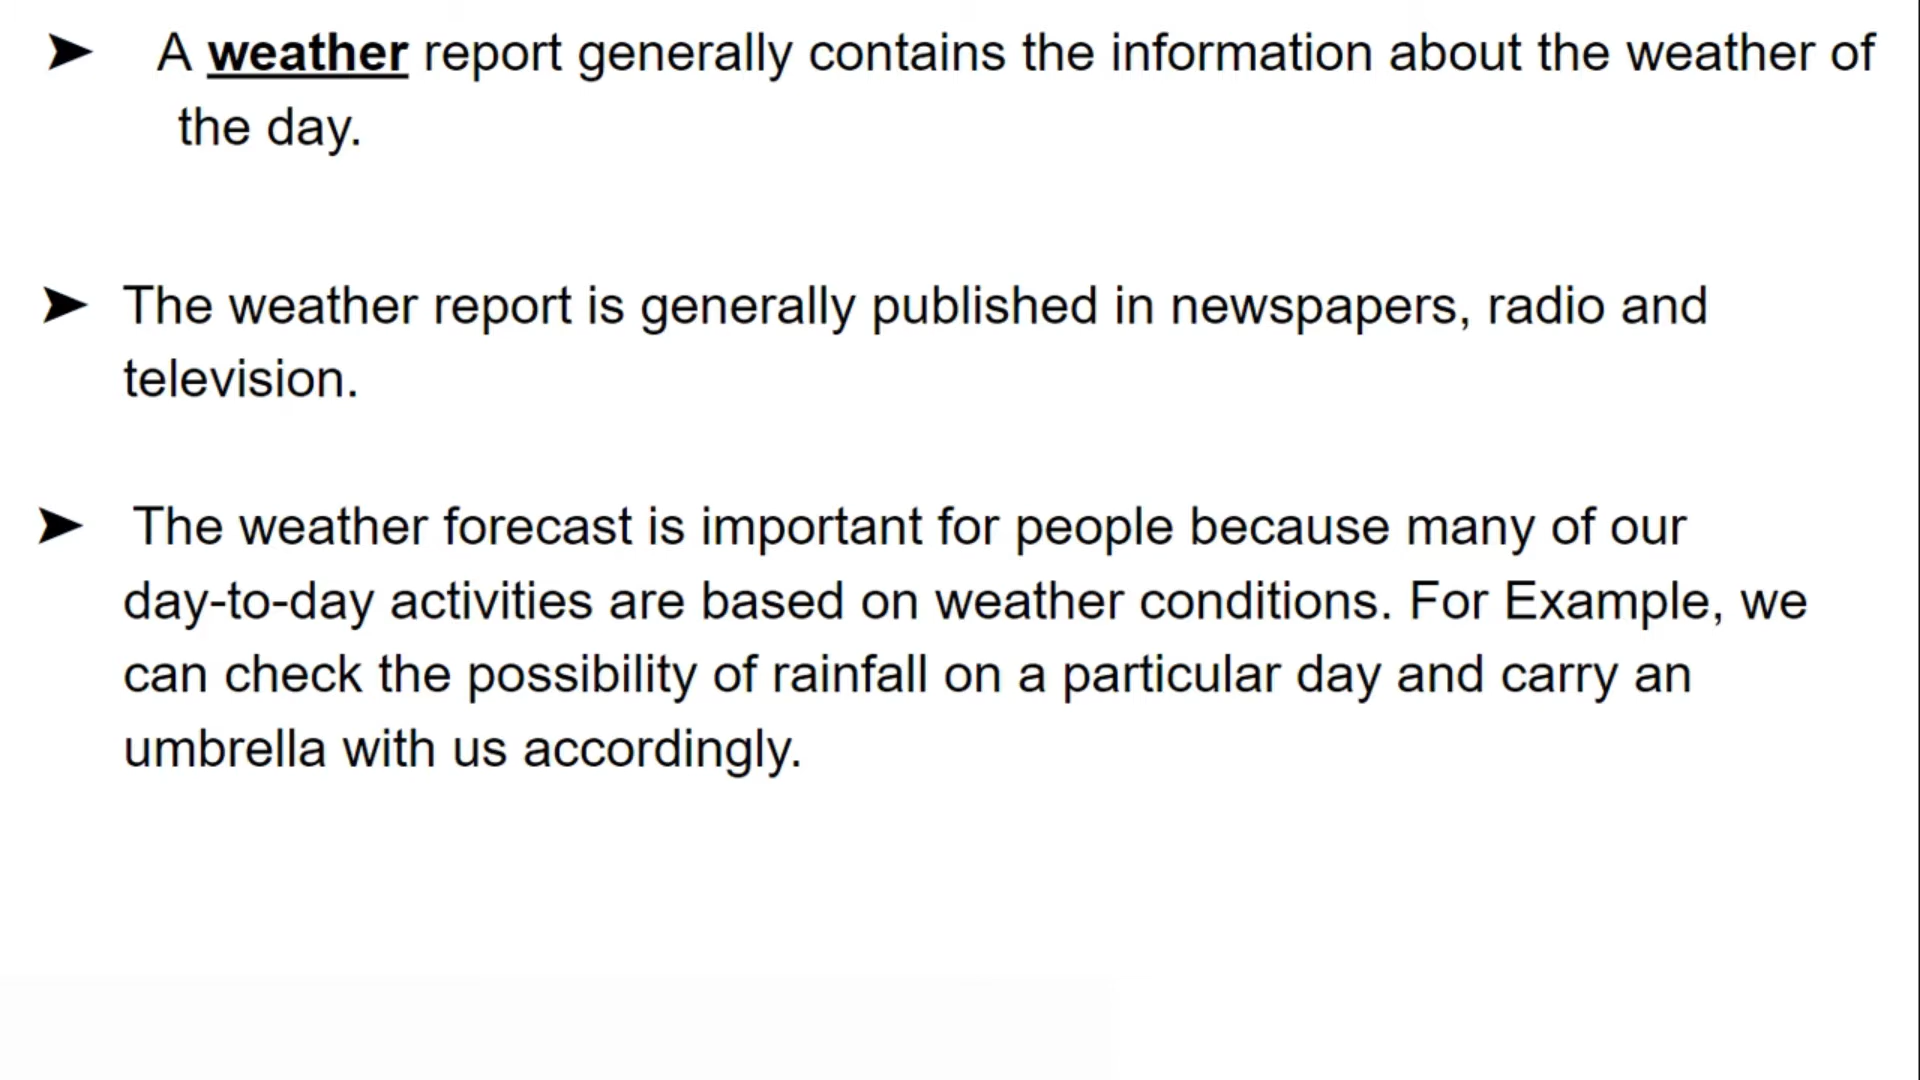 ➤ A weather report generally contains the information about the weather of
the day.
➤ The weather report is generally published in newspapers, radio and
television.
➤ The weather forecast is important for people because many of our
day-to-day activities are based on weather conditions. For Example, we
can check the possibility of rainfall on a particular day and carry an
umbrella with us accordingly.